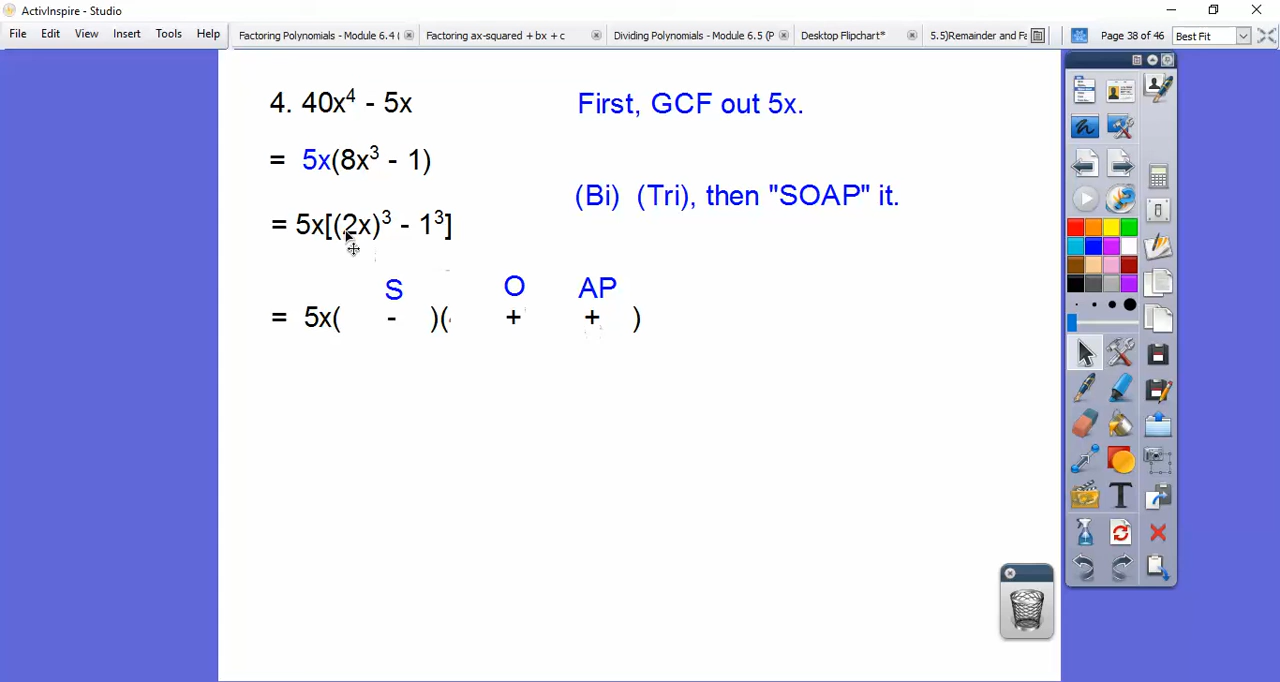 ActivInspire - Studio
File Edit View Insert Tools Help
Factoring Polynomials - Module 6.4 ( Factoring ax-squared + bx + c Dividing Polynomials - Module 6.5 (P Desktop Flipchart* 5.5)Remainder and Fa Page 38 of 46 Best Fit
4. 40x⁴ - 5x First, GCF out 5x.
= 5x(8x³ - 1)
(Bi) (Tri), then "SOAP" it.
= 5x[(2x)³ - 1³]
S O AP
= 5x( - )( + + )